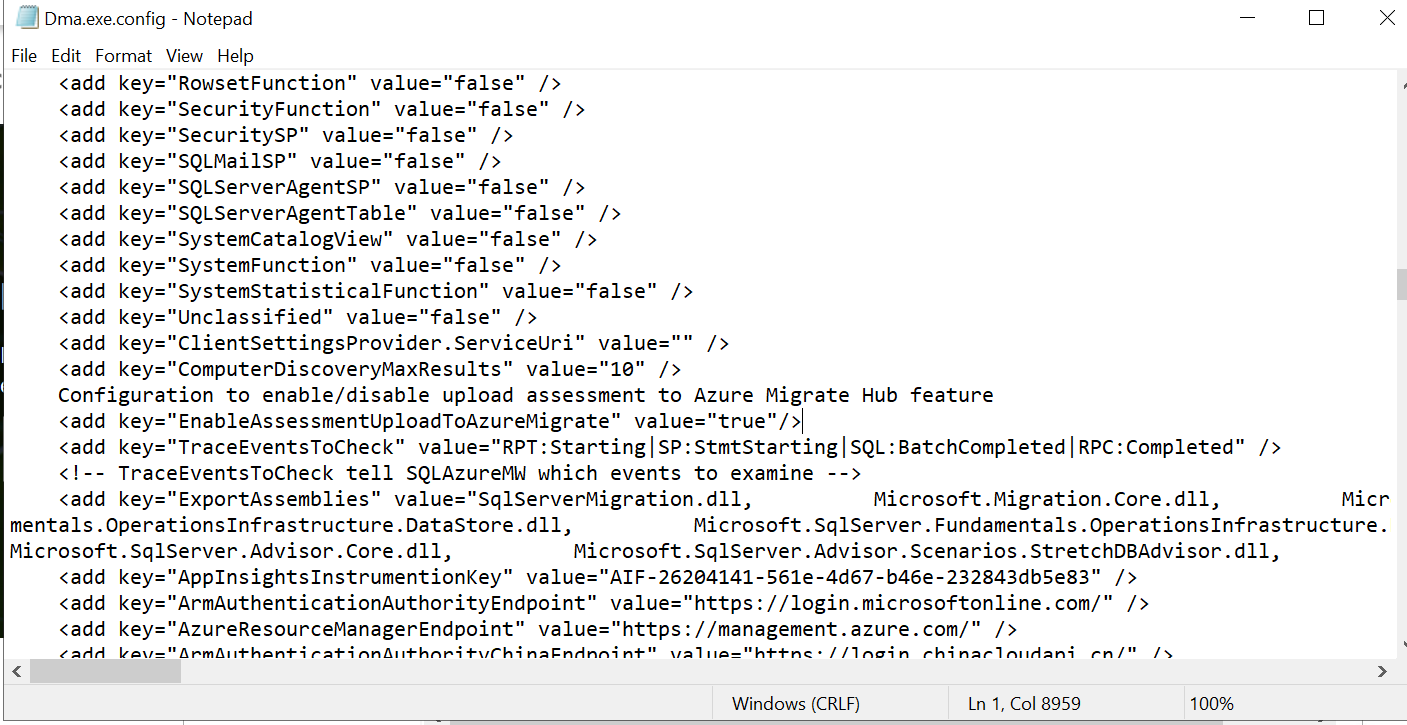 Dma.exe.config - Notepad
File Edit Format View Help
<add key="RowsetFunction" value="false" />
<add key="SecurityFunction" value="false" />
<add key="SecuritySP" value="false" />
<add key="SQLMailSP" value="false" />
<add key="SQLServerAgentSP" value="false" />
<add key="SQLServerAgentTable" value="false" />
<add key="SystemCatalogView" value="false" />
<add key="SystemFunction" value="false" />
<add key="SystemStatisticalFunction" value="false" />
<add key="Unclassified" value="false" />
<add key="ClientSettingsProvider.ServiceUri" value="" />
<add key="ComputerDiscoveryMaxResults" value="10" />
Configuration to enable/disable upload assessment to Azure Migrate Hub feature
<add key="EnableAssessmentUploadToAzureMigrate" value="true"/>
<add key="TraceEventsToCheck" value="RPT:Starting|SP:StmtStarting|SQL:BatchCompleted|RPC:Completed" />
<!-- TraceEventsToCheck tell SQLAzureMW which events to examine -->
<add key="ExportAssemblies" value="SqlServerMigration.dll, Microsoft.Migration.Core.dll, Micr
mentals.OperationsInfrastructure.DataStore.dll, Microsoft.SqlServer.Fundamentals.OperationsInfrastructure.
Microsoft.SqlServer.Advisor.Core.dll, Microsoft.SqlServer.Advisor.Scenarios.StretchDBAdvisor.dll,
<add key="AppInsightsInstrumentionKey" value="AIF-26204141-561e-4d67-b46e-232843db5e83" />
<add key="ArmAuthenticationAuthorityEndpoint" value="https://login.microsoftonline.com/" />
<add key="AzureResourceManagerEndpoint" value="https://management.azure.com/" />
<add key="ArmAuthenticationAuthorityChinaEndpoint" value="https://login.chinacloudapi.cn/" />
Windows (CRLF) Ln 1, Col 8959 100%